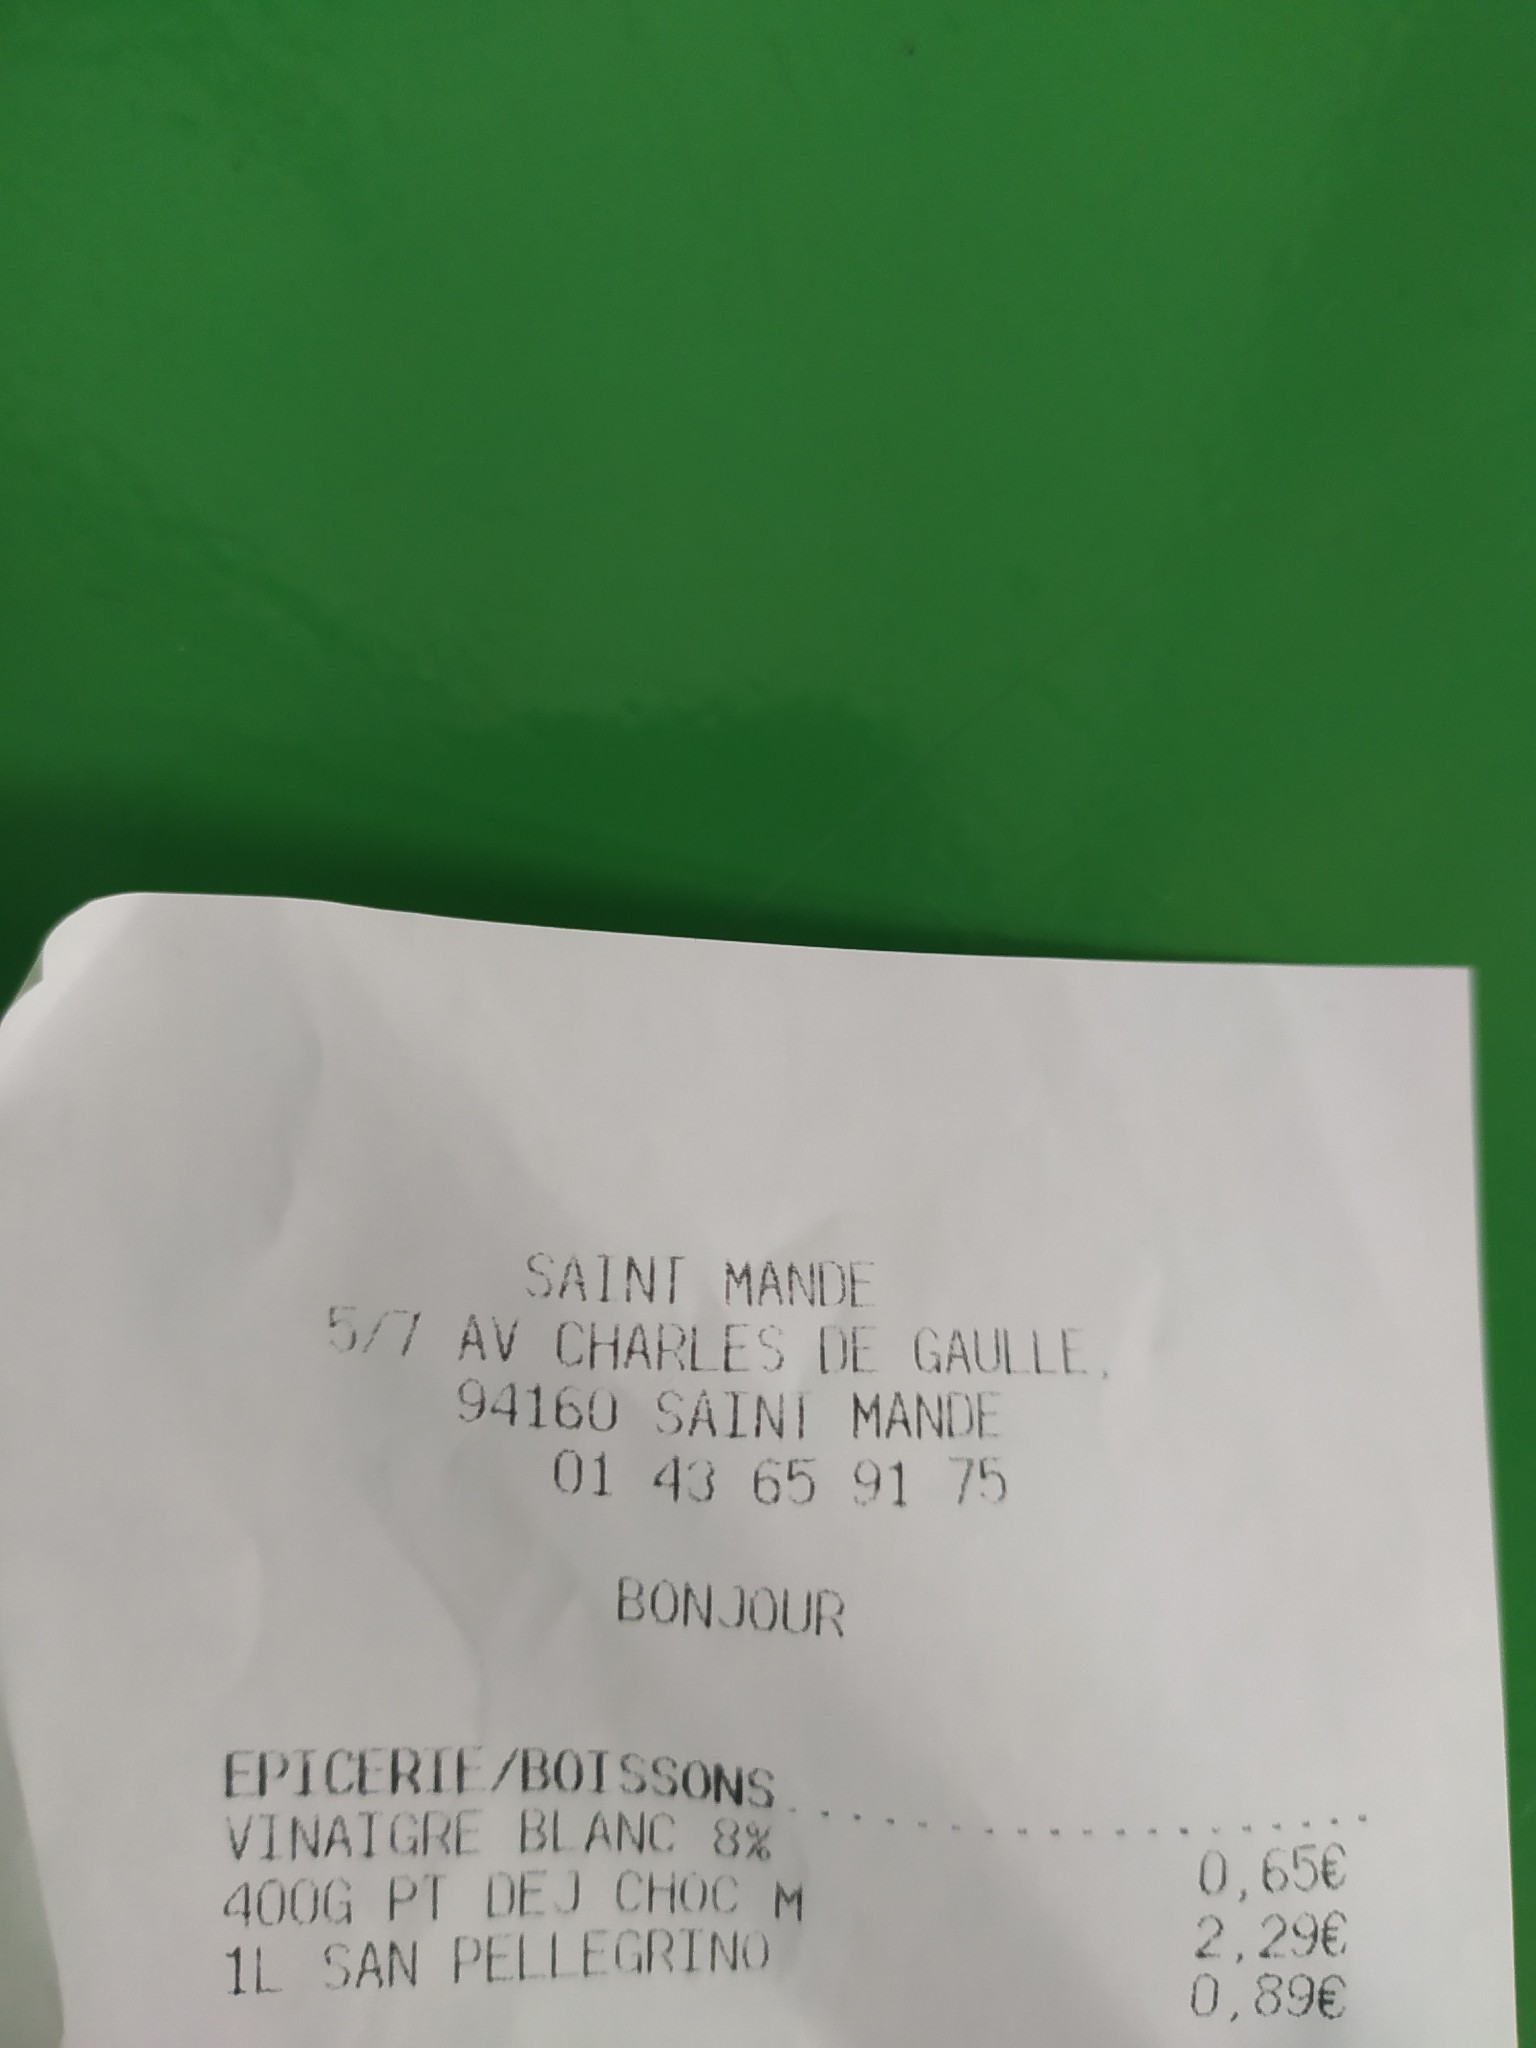 SAINT MANDE
5/7 AV CHARLES DE GAULLE,
94160 SAINT MANDE
01 43 65 91 75
BONJOUR
EPICERIE/BOISSONS..................
VINAIGRE BLANC 8% 0,65€
400G PT DEJ CHOC M 2,29€
1L SAN PELLEGRINO 0,89€